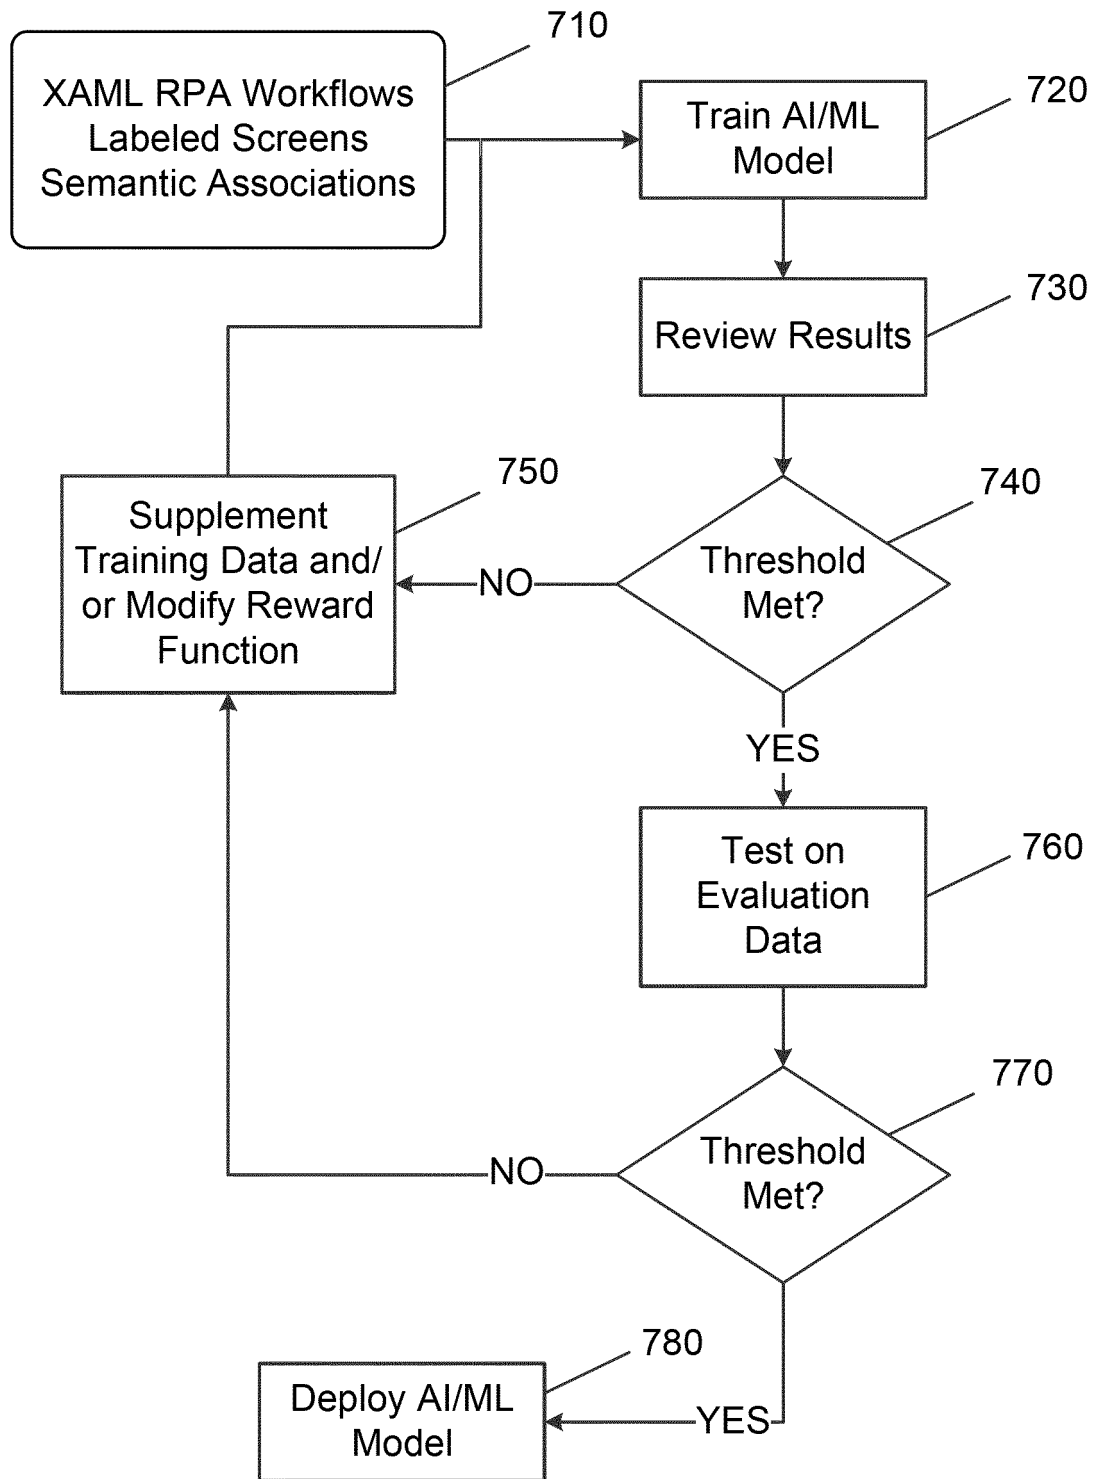 710
XAML RPA Workflows
Labeled Screens
Semantic Associations
720
Train AI/ML
Model
730
Review Results
740
Threshold
Met?
NO
750
Supplement
Training Data and/
or Modify Reward
Function
YES
760
Test on
Evaluation
Data
770
Threshold
Met?
NO
YES
780
Deploy AI/ML
Model